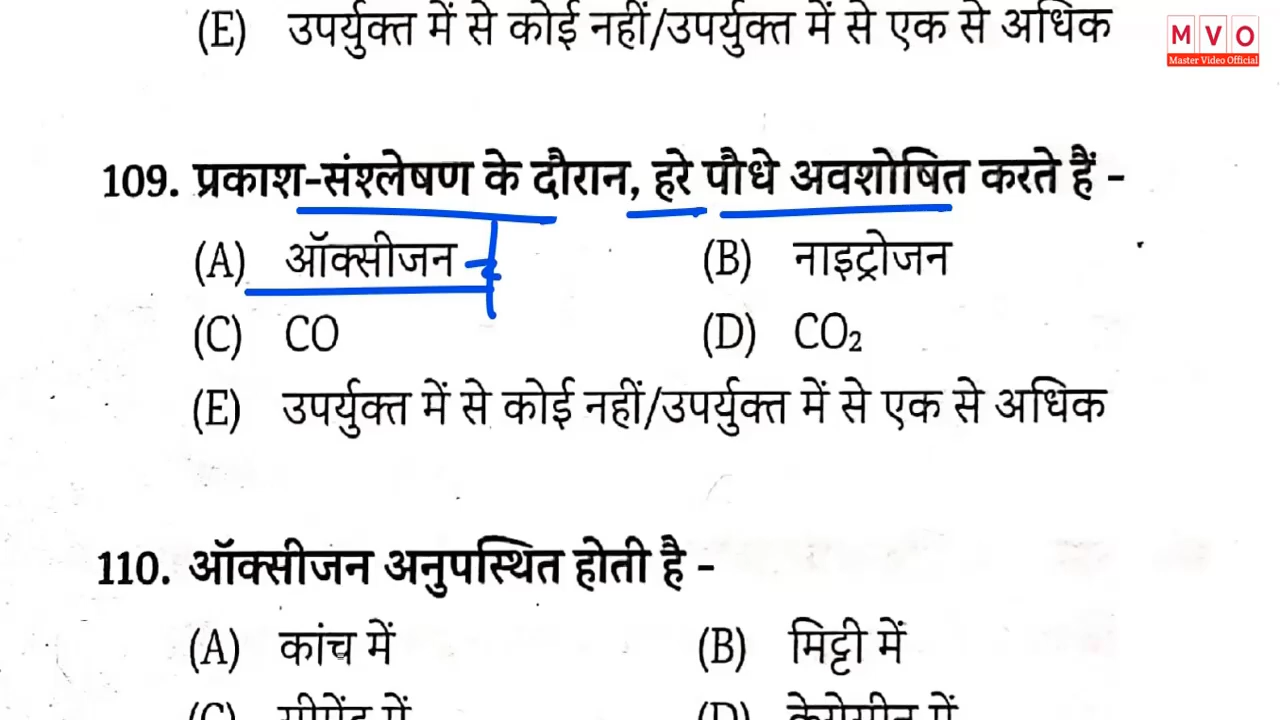 (E) उपर्युक्त में से कोई नहीं/उपर्युक्त में से एक से अधिक
M V O
Master Video Official
109. प्रकाश-संश्लेषण के दौरान, हरे पौधे अवशोषित करते हैं -
(A) ऑक्सीजन (B) नाइट्रोजन
(C) CO (D) CO₂
(E) उपर्युक्त में से कोई नहीं/उपर्युक्त में से एक से अधिक
110. ऑक्सीजन अनुपस्थित होती है -
(A) कांच में (B) मिट्टी में
(C) सीमेंट में (D) केरोसीन में